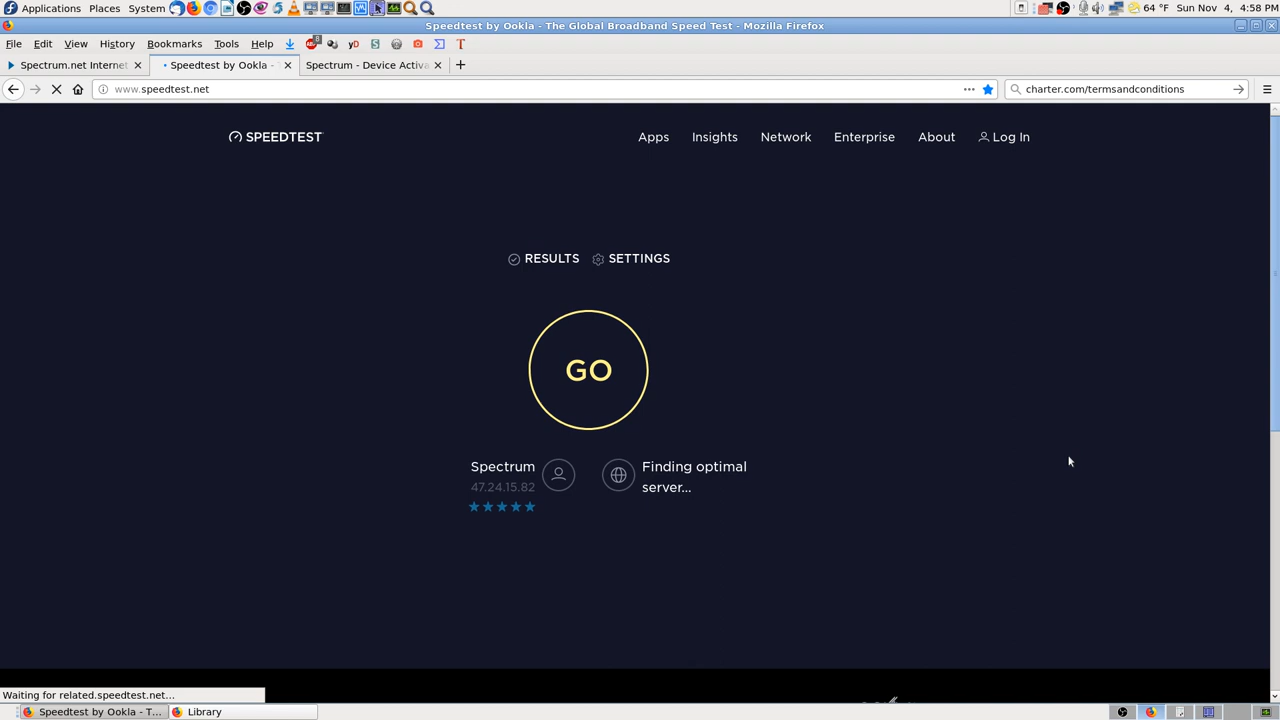 Applications Places System 64 °F Sun Nov 4, 4:58 PM
Speedtest by Ookla - The Global Broadband Speed Test - Mozilla Firefox
File Edit View History Bookmarks Tools Help 8 yD S T
Spectrum.net Internet Speedtest by Ookla - Spectrum - Device Activa
www.speedtest.net charter.com/termsandconditions
SPEEDTEST Apps Insights Network Enterprise About Log In
RESULTS SETTINGS
GO
Spectrum Finding optimal
47.24.15.82 server...
Waiting for related.speedtest.net...
Speedtest by Ookla - T... Library